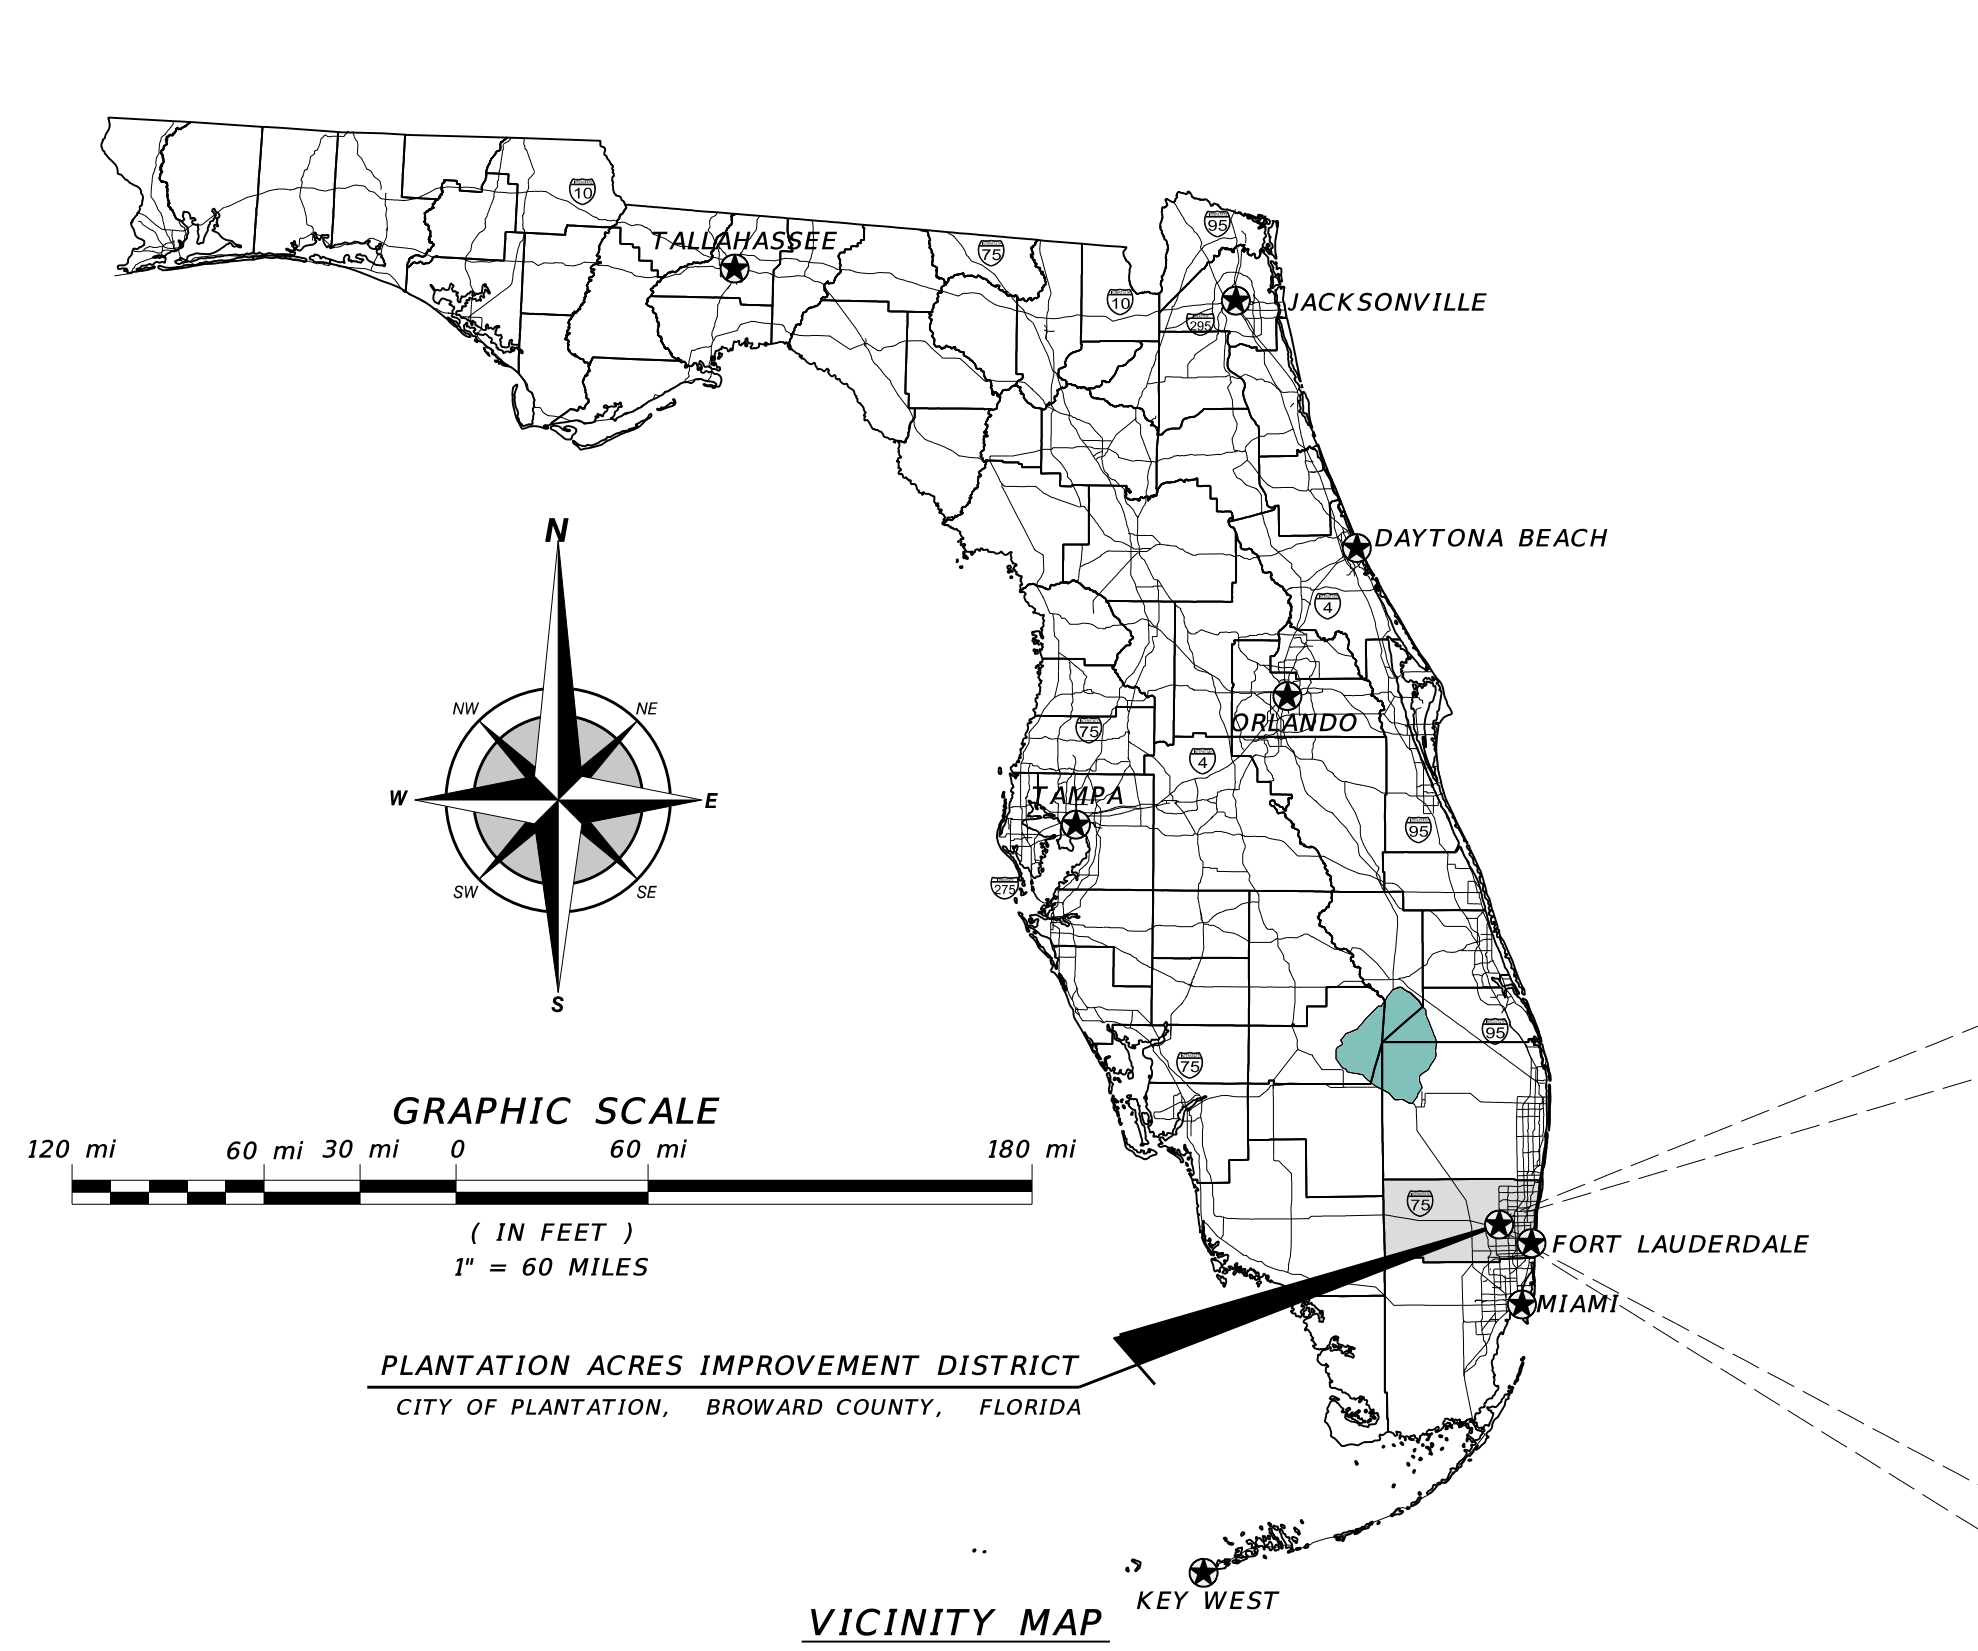 10
95
TALLAHASSEE
75
10
JACKSONVILLE
295
N
DAYTONA BEACH
4
NW
NE
75
ORLANDO
4
W
E
TAMPA
95
SW
SE
275
S
95
75
GRAPHIC SCALE
120 mi 60 mi 30 mi 0 60 mi 180 mi
75
( IN FEET )
FORT LAUDERDALE
1" = 60 MILES
MIAMI
PLANTATION ACRES IMPROVEMENT DISTRICT
CITY OF PLANTATION, BROWARD COUNTY, FLORIDA
KEY WEST
VICINITY MAP